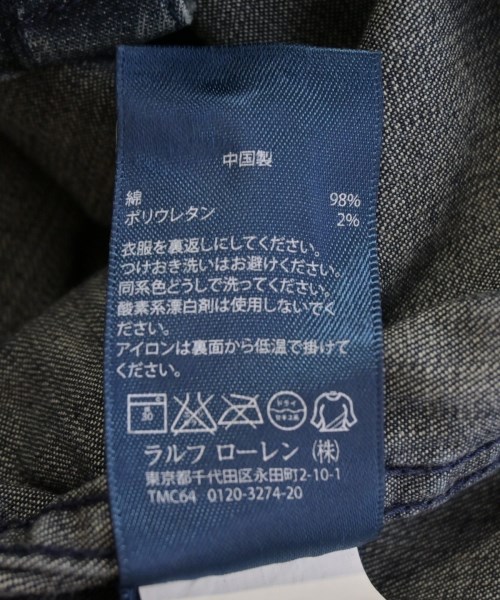 中国製
綿 98%
ポリウレタン 2%
衣服を裏返しにしてください。
つけおき洗いはお避けください。
同系色どうしで洗ってください。
酸素系漂白剤は使用しないでく
ださい。
アイロンは裏面から低温で掛けて
ください。
ドライ
ラルフ ローレン (株)
東京都千代田区永田町2-10-1
TMC64 0120-3274-20